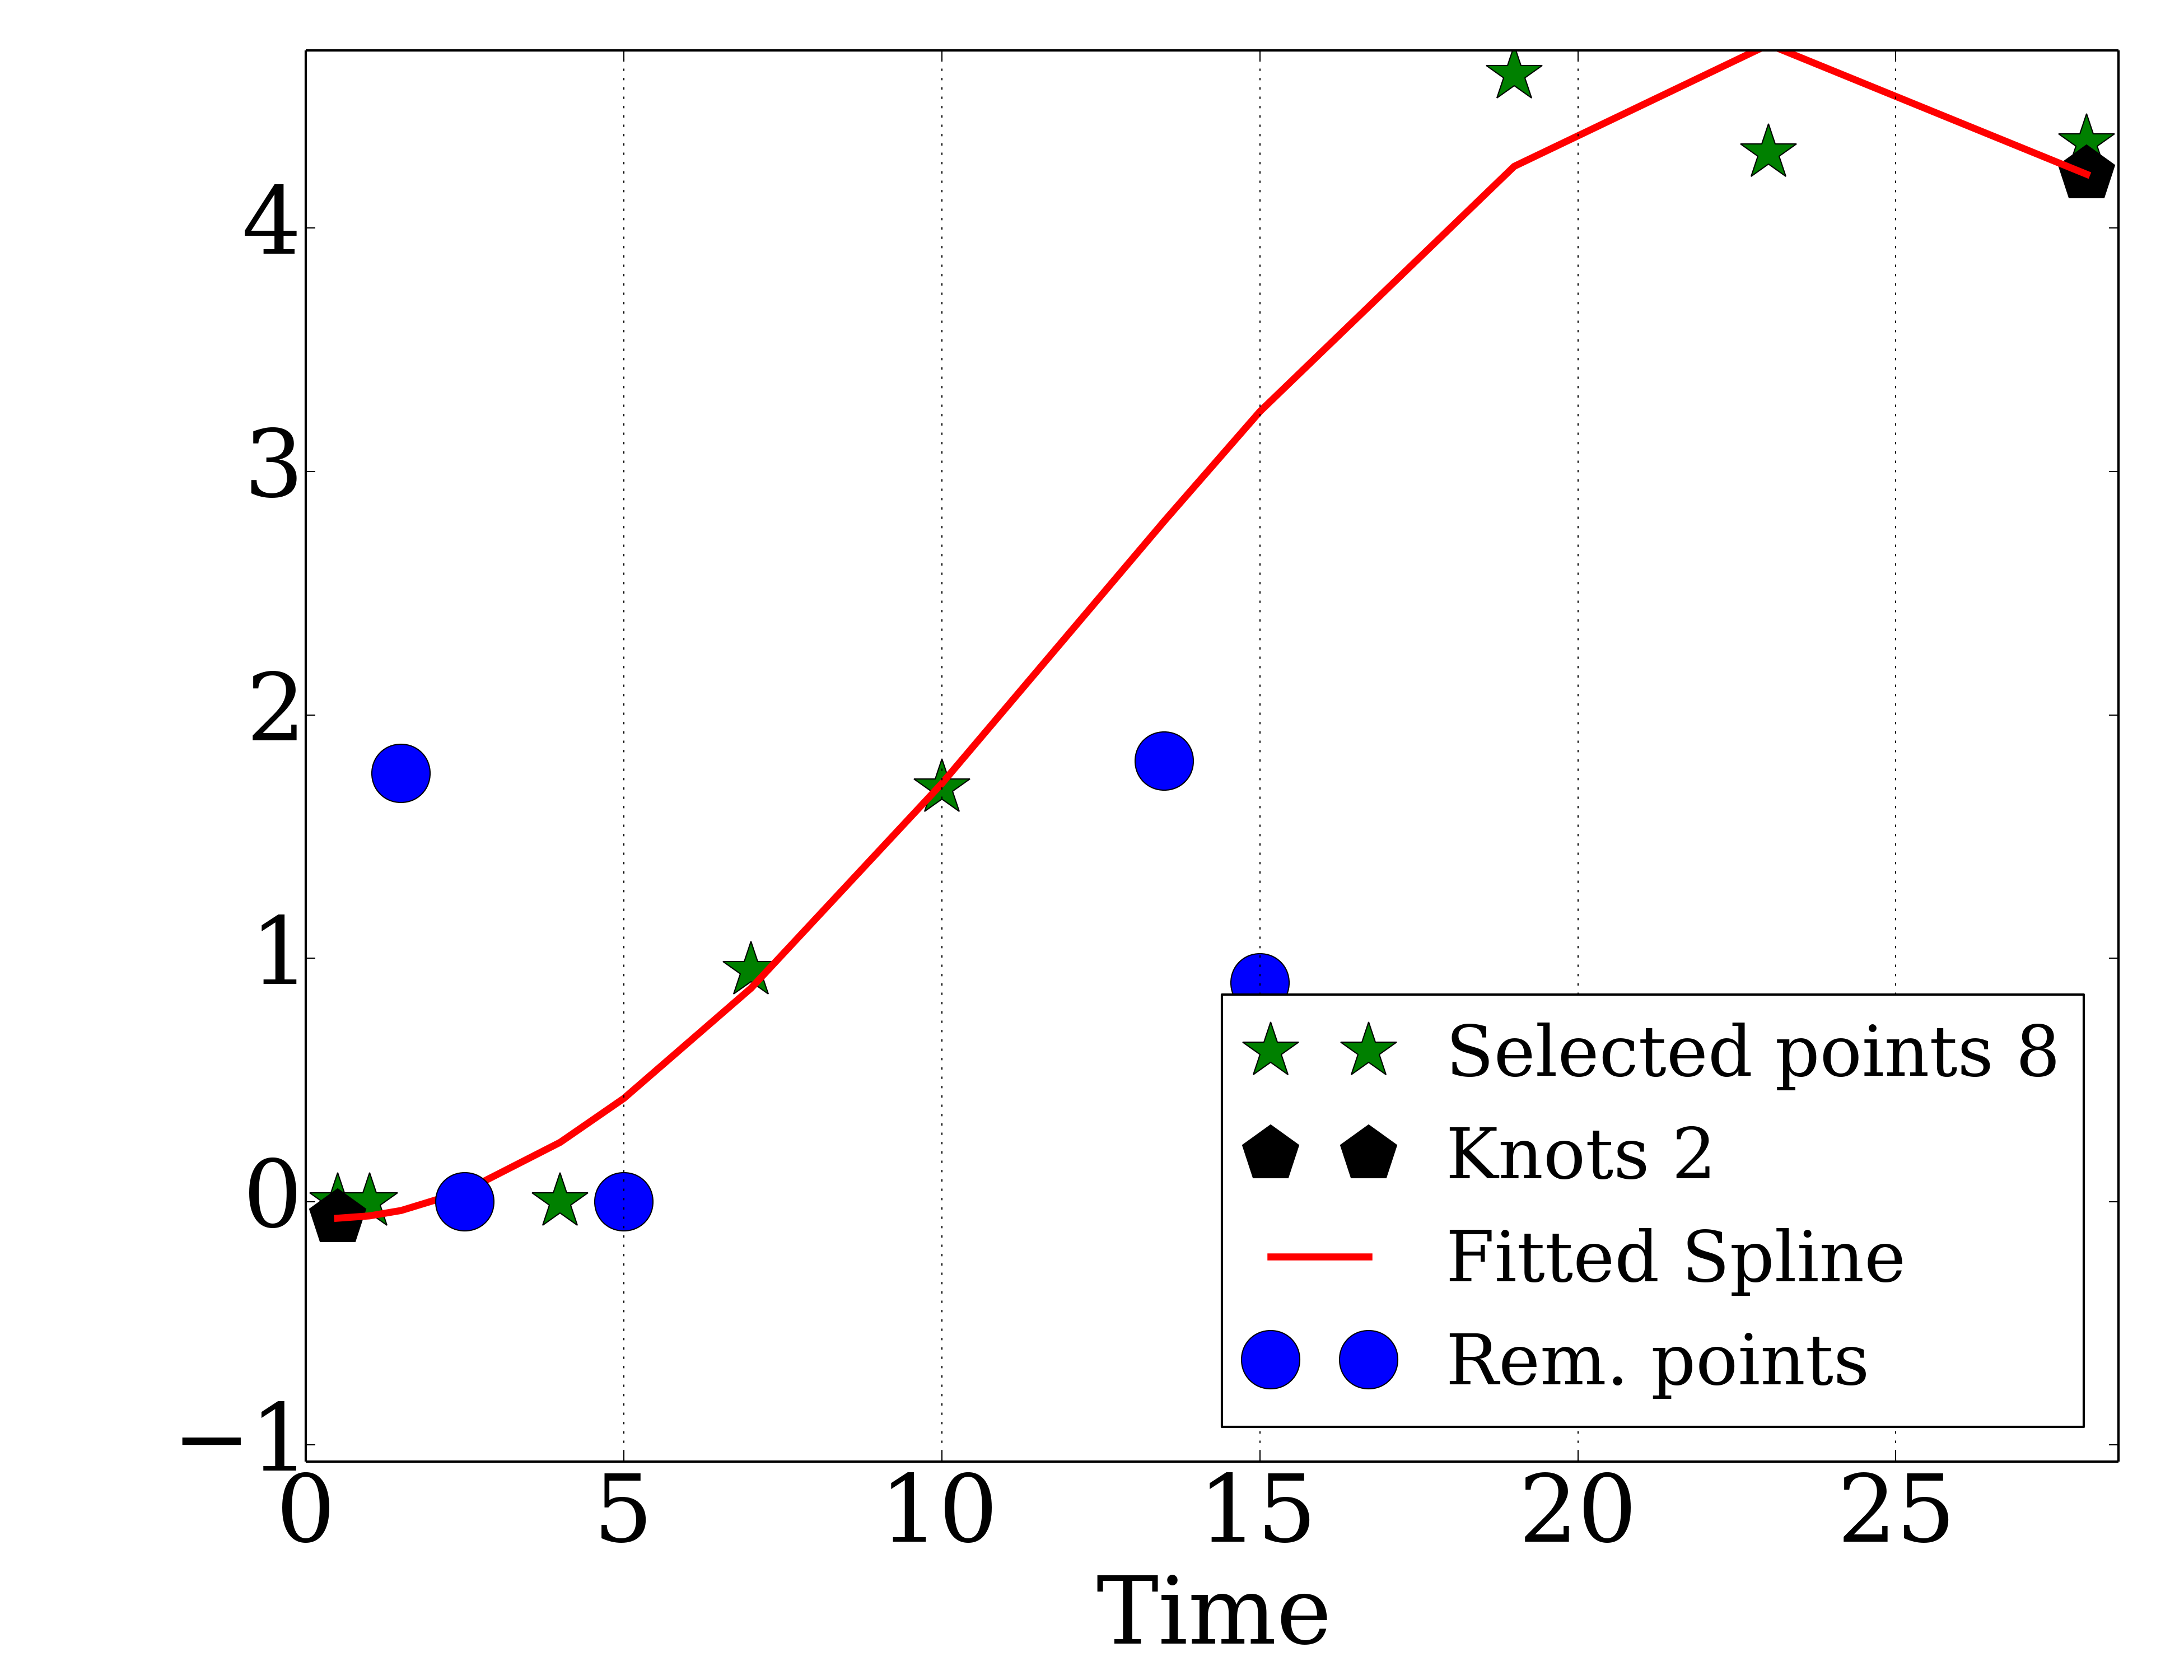 4
3
2
1
0
−1
0 5 10 15 20 25
Time
Selected points 8
Knots 2
Fitted Spline
Rem. points